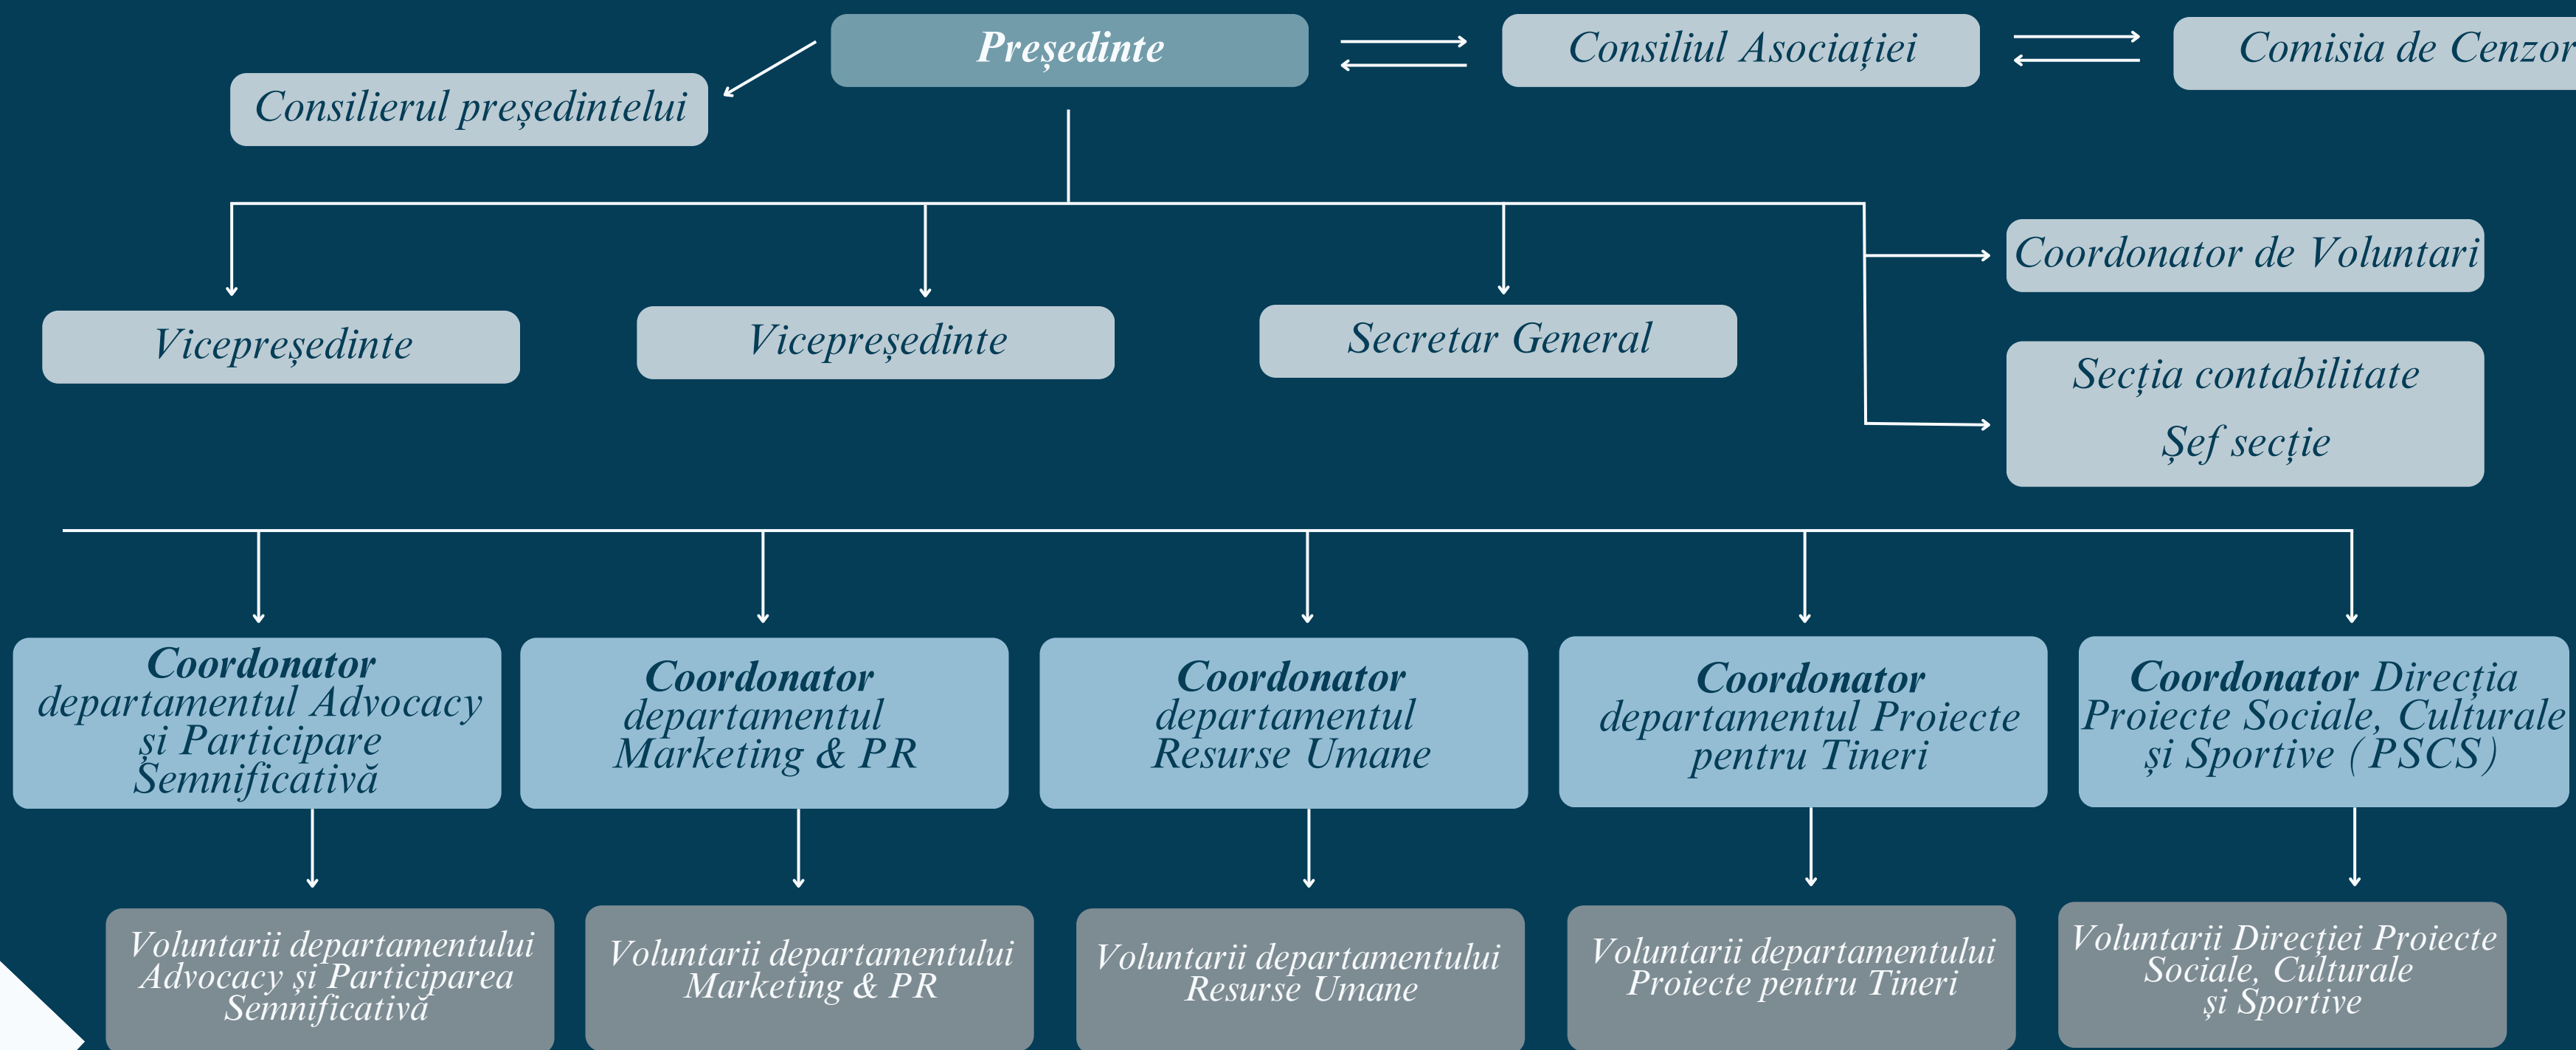 Președinte
Consiliul Asociației
Comisia de Cenzor
Consilierul președintelui
Coordonator de Voluntari
Vicepreședinte
Vicepreședinte
Secretar General
Secția contabilitate
Șef secție
Coordonator
departamentul Advocacy
și Participare
Semnificativă
Coordonator
departamentul
Marketing & PR
Coordonator
departamentul
Resurse Umane
Coordonator
departamentul Proiecte
pentru Tineri
Coordonator Direcția
Proiecte Sociale, Culturale
și Sportive (PSCS)
Voluntarii departamentului
Advocacy și Participarea
Semnificativă
Voluntarii departamentului
Marketing & PR
Voluntarii departamentului
Resurse Umane
Voluntarii departamentului
Proiecte pentru Tineri
Voluntarii Direcției Proiecte
Sociale, Culturale
și Sportive